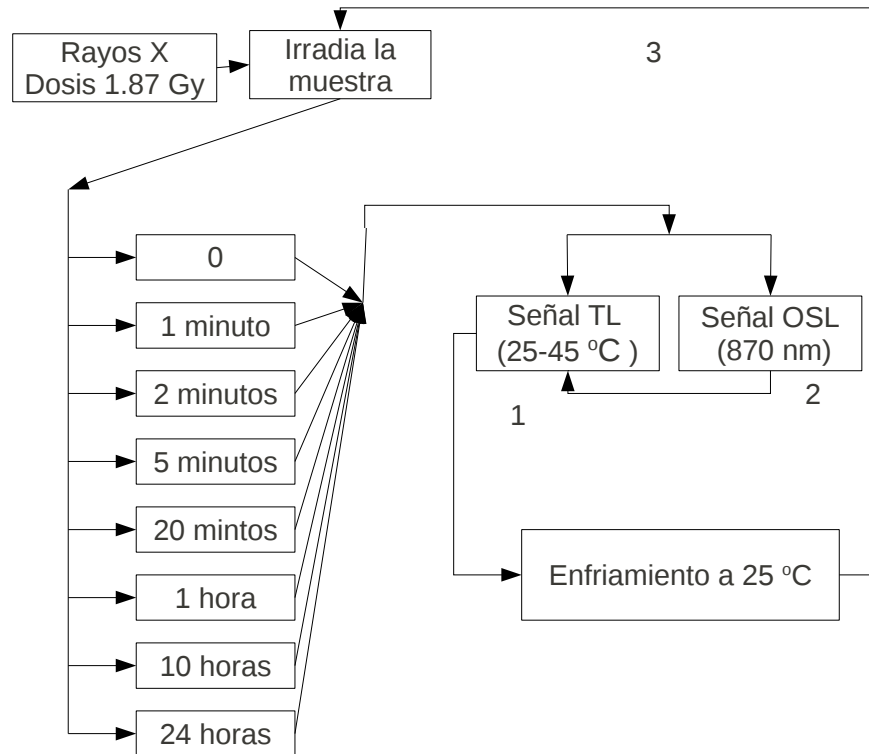 Rayos X
Dosis 1.87 Gy
Irradia la
muestra
3
0
1 minuto
2 minutos
5 minutos
20 mintos
1 hora
10 horas
24 horas
Señal TL
(25-45 ºC )
Señal OSL
(870 nm)
1
2
Enfriamiento a 25 ºC